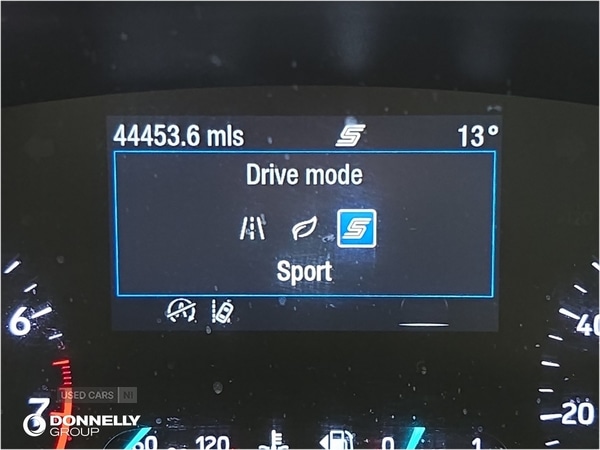 44453.6 mls 13°
Drive mode
Sport
6
40
USED CARS NI
7
20
DONNELLY
GROUP
60 120 0 1